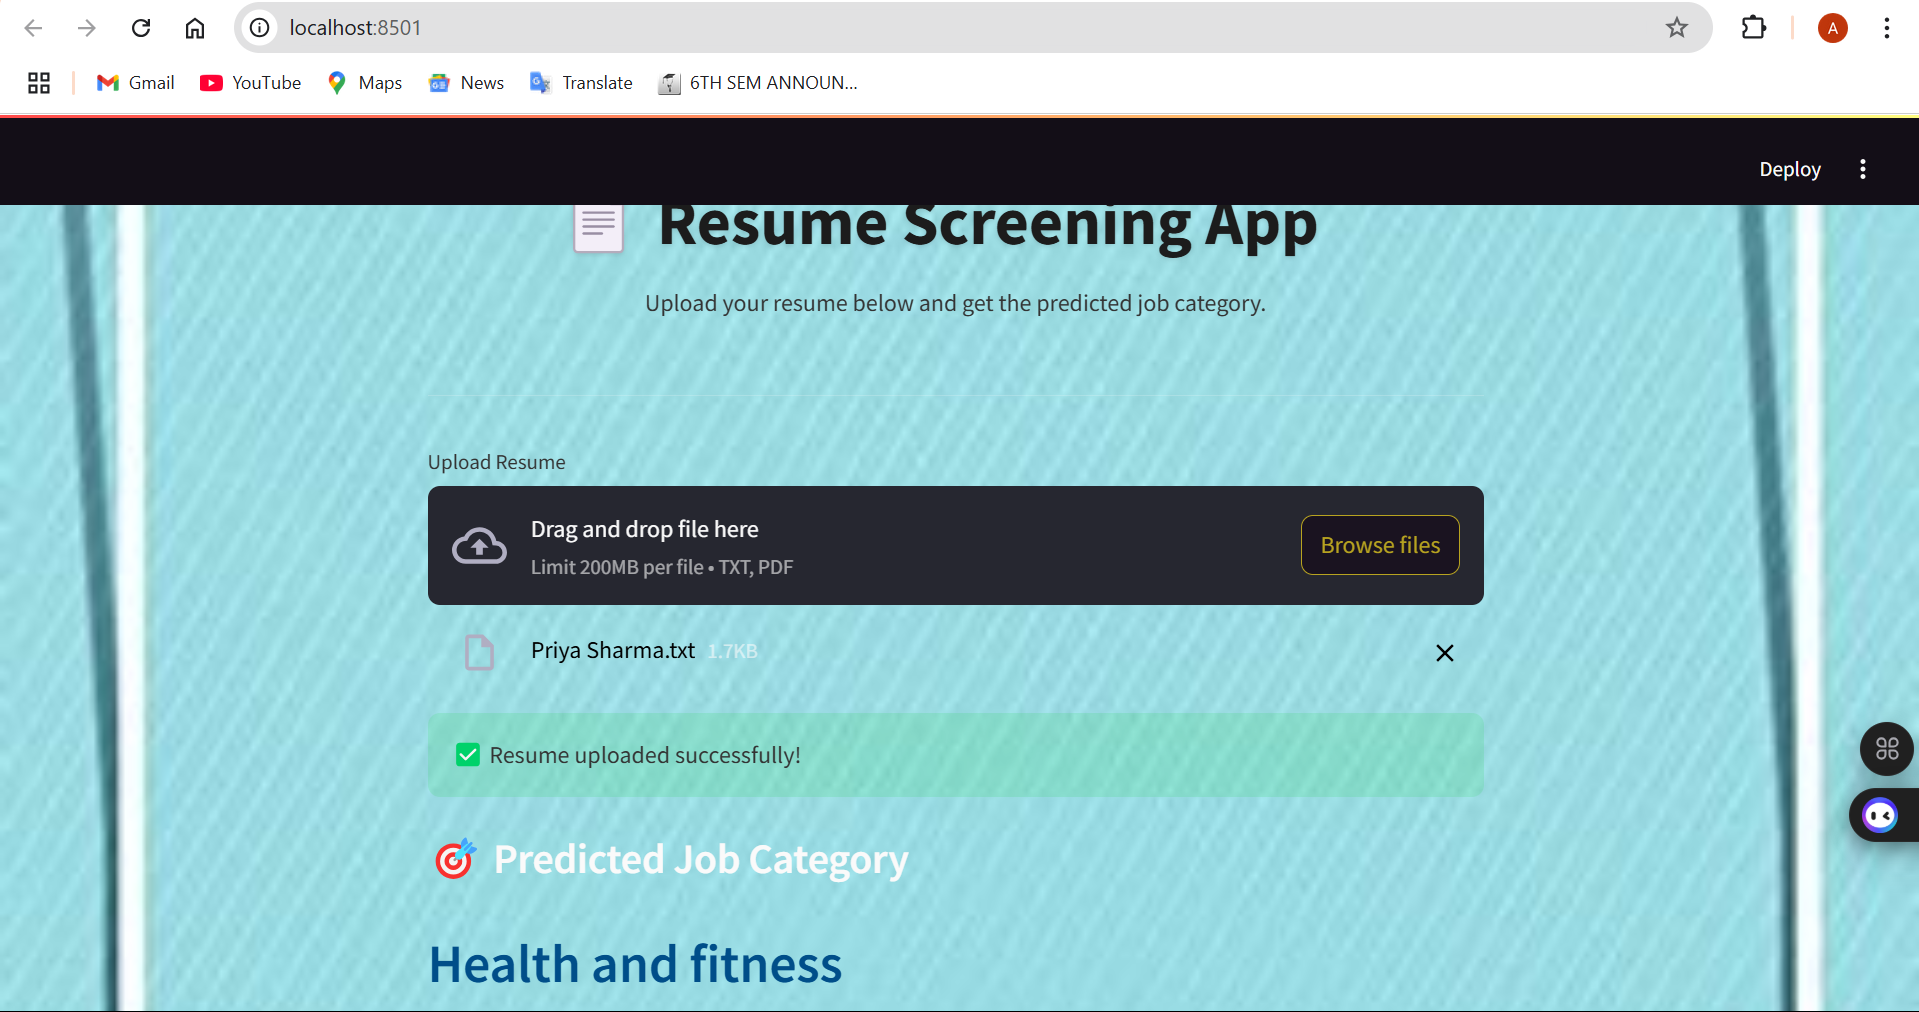 localhost:8501
A
Gmail YouTube Maps News Translate 6TH SEM ANNOUN...
Deploy
Resume Screening App
Upload your resume below and get the predicted job category.
Upload Resume
Drag and drop file here
Limit 200MB per file • TXT, PDF
Browse files
Priya Sharma.txt 1.7KB
Resume uploaded successfully!
Predicted Job Category
Health and fitness